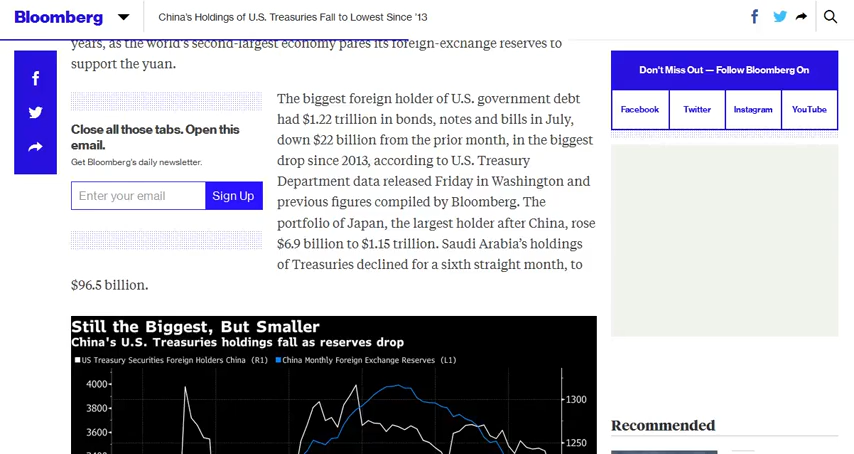 Bloomberg
China's Holdings of U.S. Treasuries Fall to Lowest Since '13
years, as the world's second-largest economy pares its foreign-exchange reserves to
support the yuan.
Close all those tabs. Open this
email.
Get Bloomberg's daily newsletter.
Enter your email
Sign Up
The biggest foreign holder of U.S. government debt
had $1.22 trillion in bonds, notes and bills in July,
down $22 billion from the prior month, in the biggest
drop since 2013, according to U.S. Treasury
Department data released Friday in Washington and
previous figures compiled by Bloomberg. The
portfolio of Japan, the largest holder after China, rose
$6.9 billion to $1.15 trillion. Saudi Arabia's holdings
of Treasuries declined for a sixth straight month, to
$96.5 billion.
Still the Biggest, But Smaller
China's U.S. Treasuries holdings fall as reserves drop
US Treasury Securities Foreign Holders China (R1) China Monthly Foreign Exchange Reserves (L1)
4000
3800
3600
1300
1250
Don't Miss Out — Follow Bloomberg On
Facebook Twitter Instagram YouTube
Recommended